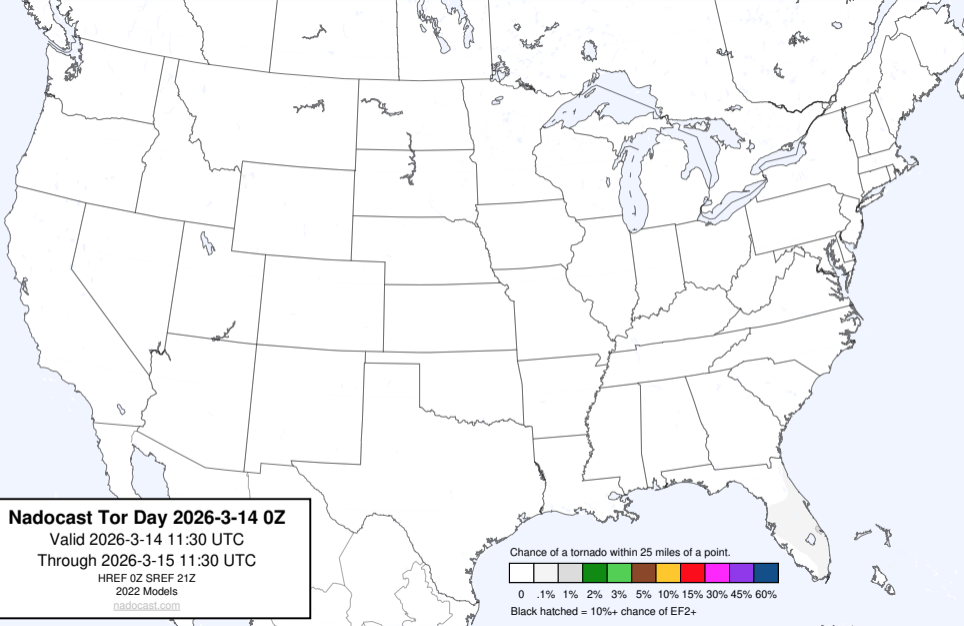 Nadocast Tor Day 2026-3-14 0Z
Valid 2026-3-14 11:30 UTC
Through 2026-3-15 11:30 UTC
HREF 0Z SREF 21Z
2022 Models
nadocast.com
Chance of a tornado within 25 miles of a point.
0 .1% 1% 2% 3% 5% 10% 15% 30% 45% 60%
Black hatched = 10%+ chance of EF2+